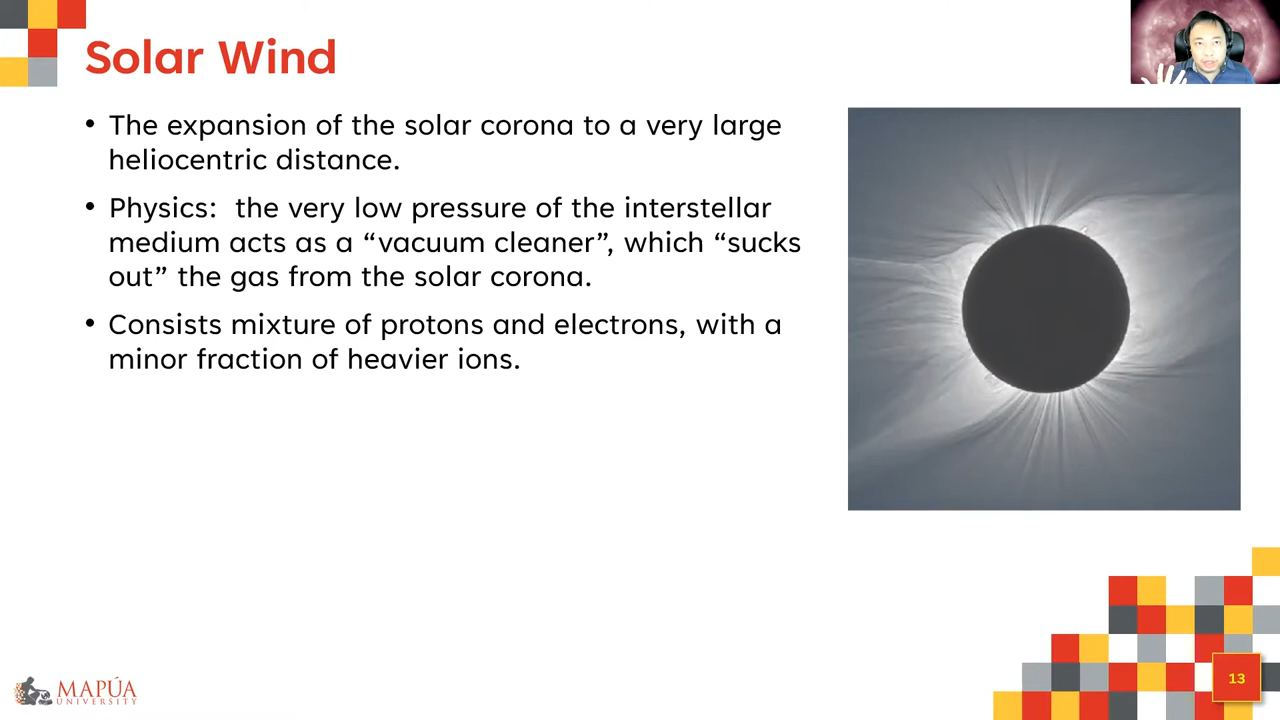 Solar Wind
• The expansion of the solar corona to a very large
heliocentric distance.
• Physics:  the very low pressure of the interstellar
medium acts as a “vacuum cleaner”, which “sucks
out” the gas from the solar corona.
• Consists mixture of protons and electrons, with a
minor fraction of heavier ions.
MAPÚA
UNIVERSITY
13